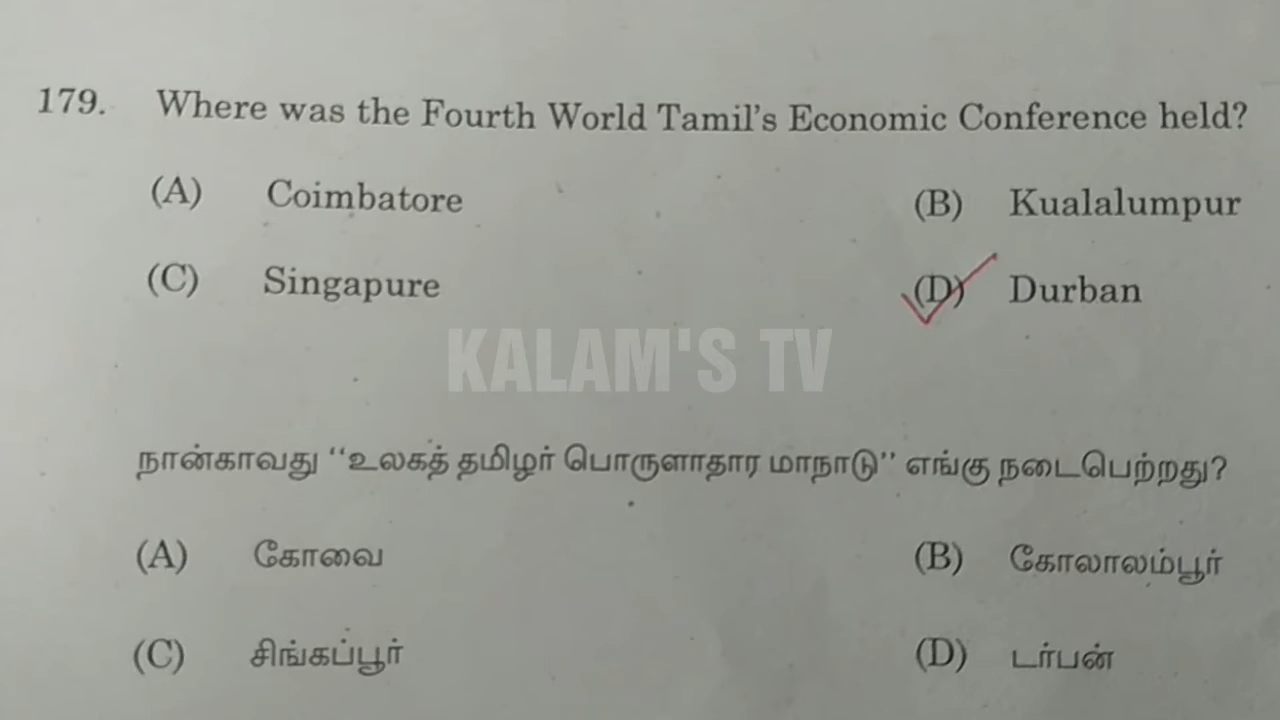 179. Where was the Fourth World Tamil's Economic Conference held?
(A) Coimbatore (B) Kualalumpur
(C) Singapure (D) Durban
KALAM'S TV
நான்காவது "உலகத் தமிழர் பொருளாதார மாநாடு" எங்கு நடைபெற்றது?
(A) கோவை (B) கோலாலம்பூர்
(C) சிங்கப்பூர் (D) டர்பன்